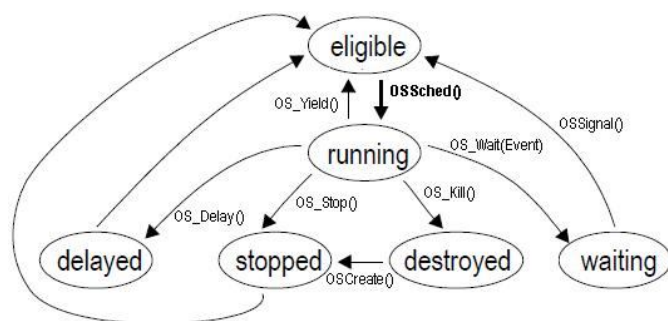 eligible
OS_Yield()
OSSched()
OSSignal()
running
OS_Wait(Event)
OS_Delay()
OS_Stop()
OS_Kill()
delayed
stopped
destroyed
waiting
OSCreate()